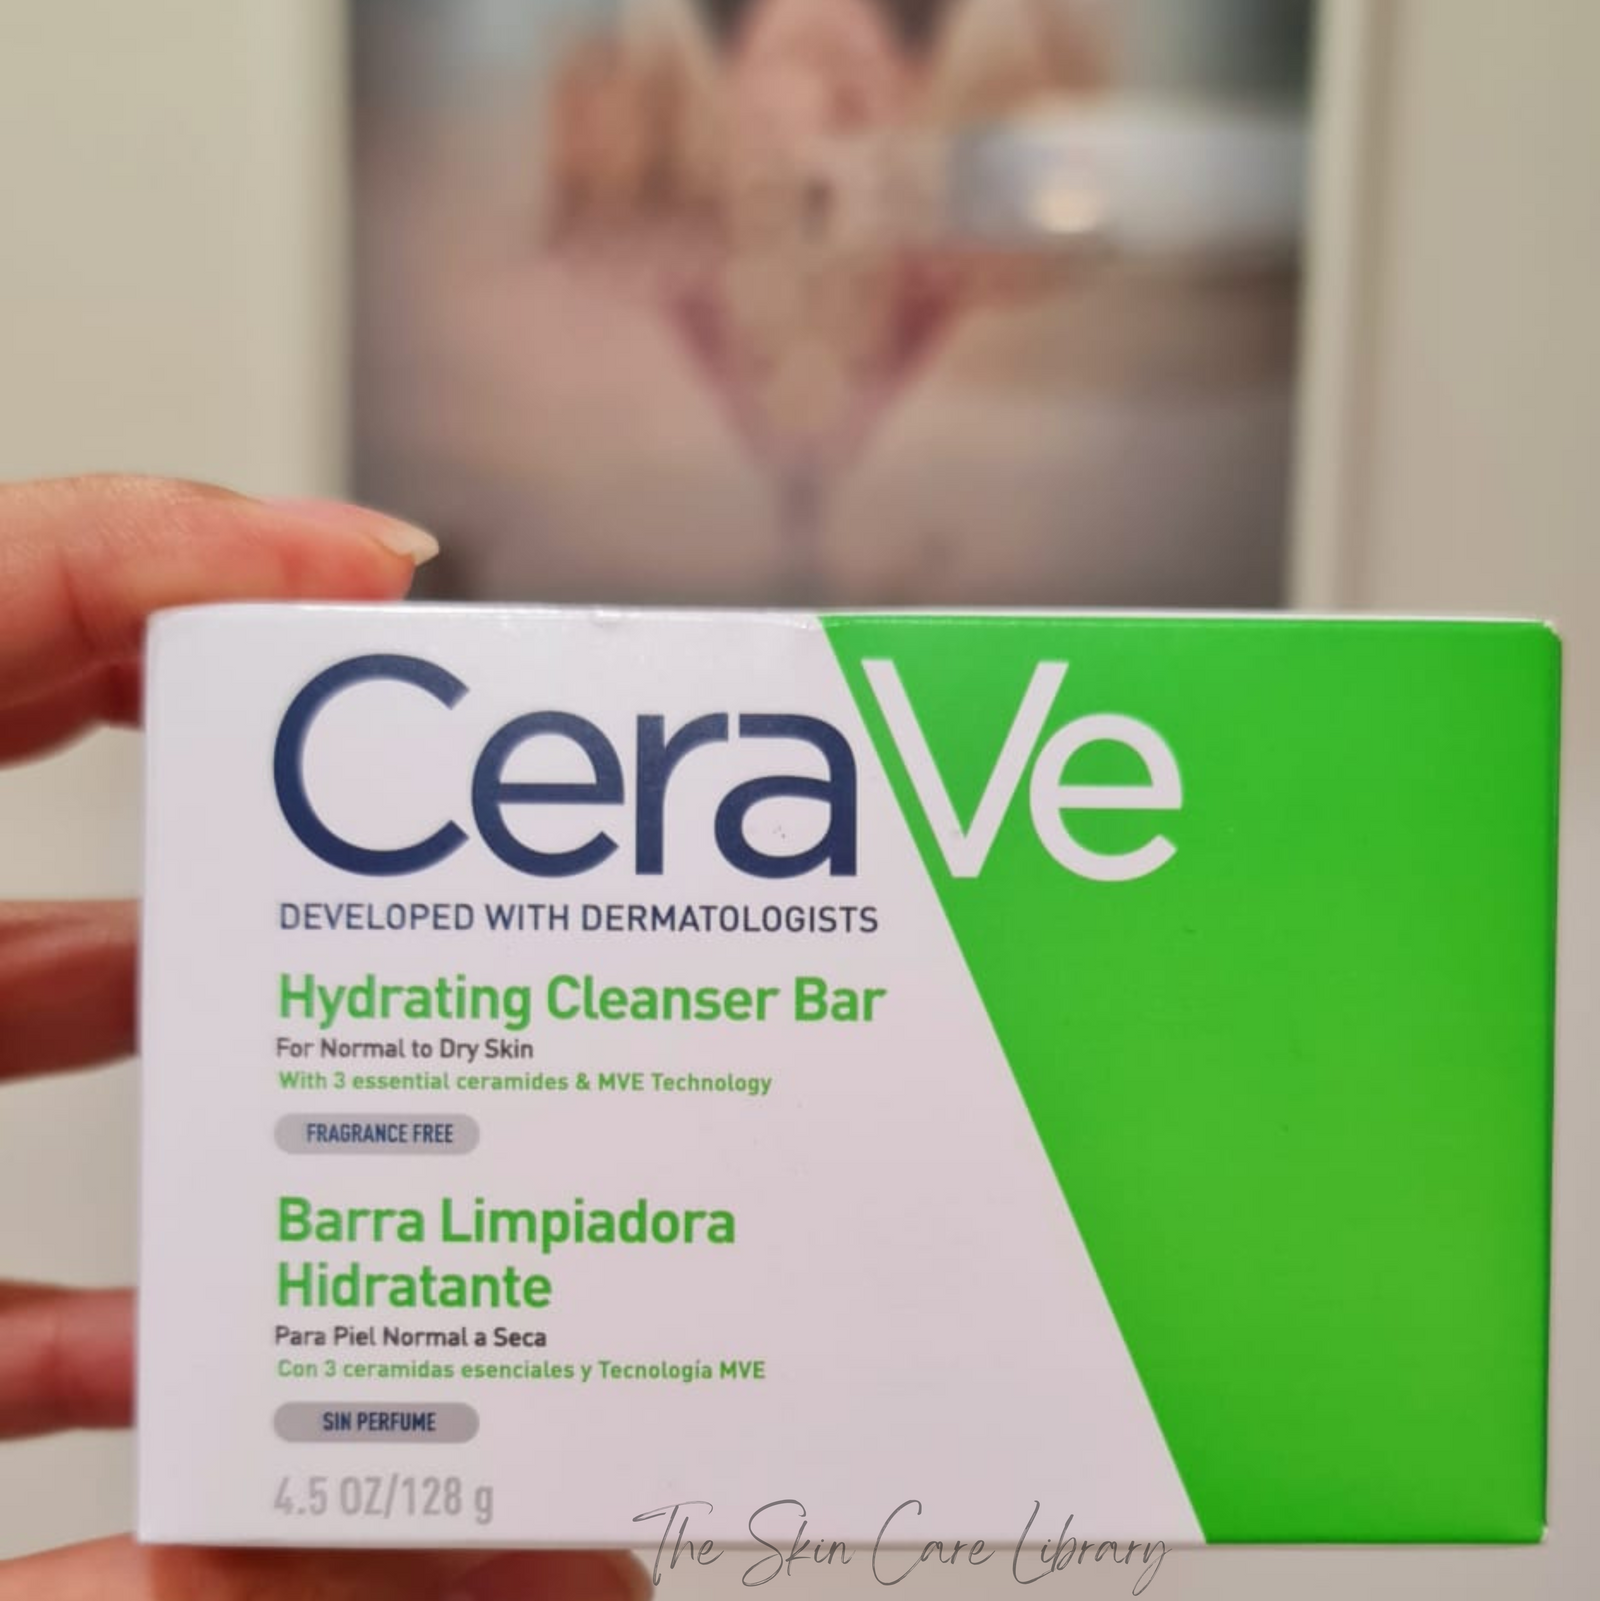 CeraVe
DEVELOPED WITH DERMATOLOGISTS
Hydrating Cleanser Bar
For Normal to Dry Skin
With 3 essential ceramides & MVE Technology
FRAGRANCE FREE
Barra Limpiadora
Hidratante
Para Piel Normal a Seca
Con 3 ceramidas esenciales y Tecnología MVE
SIN PERFUME
4.5 OZ/128 g
The Skin Care Library